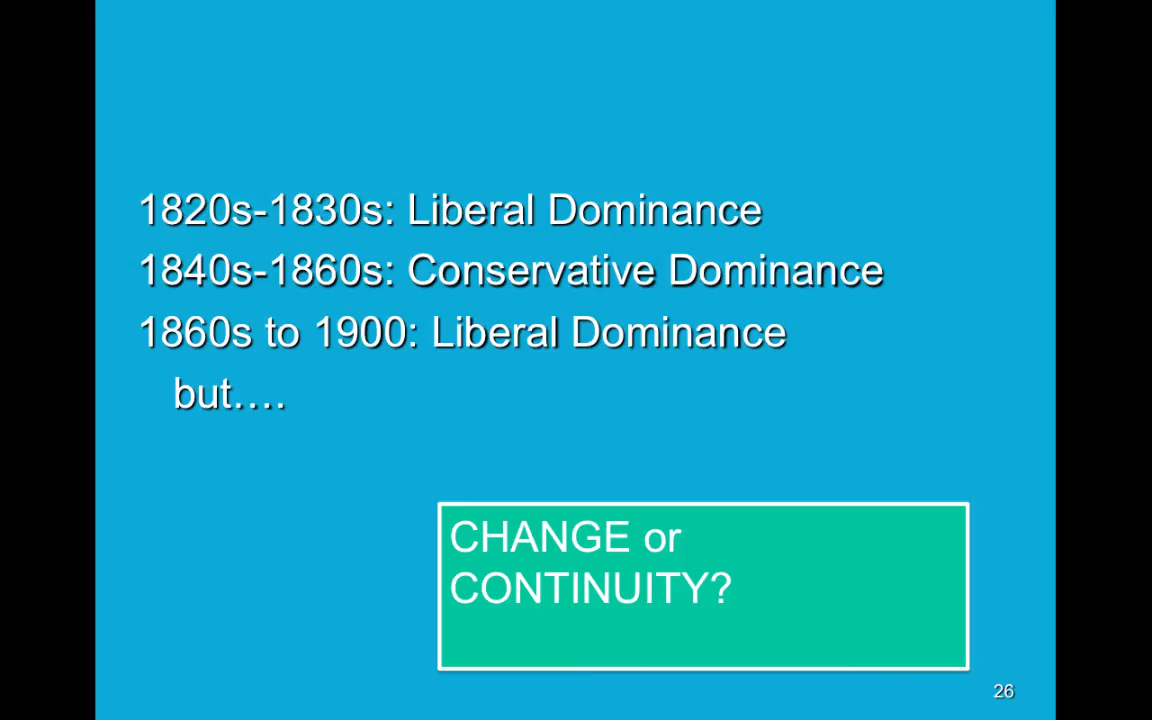 1820s-1830s: Liberal Dominance
1840s-1860s: Conservative Dominance
1860s to 1900: Liberal Dominance
but….
CHANGE or
CONTINUITY?
26